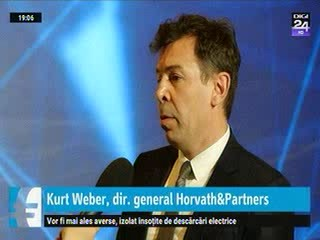 19:06
DIGI
24
HD
Kurt Weber, dir. general Horvath&Partners
Vor fi mai ales averse, izolat însoțite de descărcări electrice